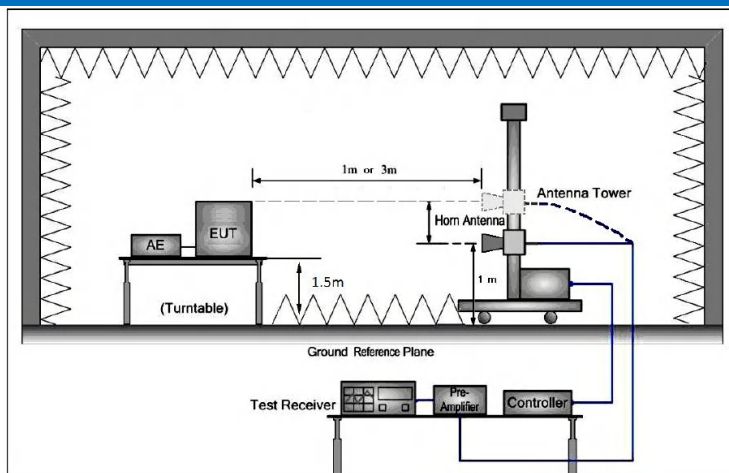 1m or 3m
Antenna Tower
Horn Antenna
AE
EUT
1.5m
1 m
(Turntable)
Ground Reference Plane
Test Receiver
Pre-
Amplifier
Controller